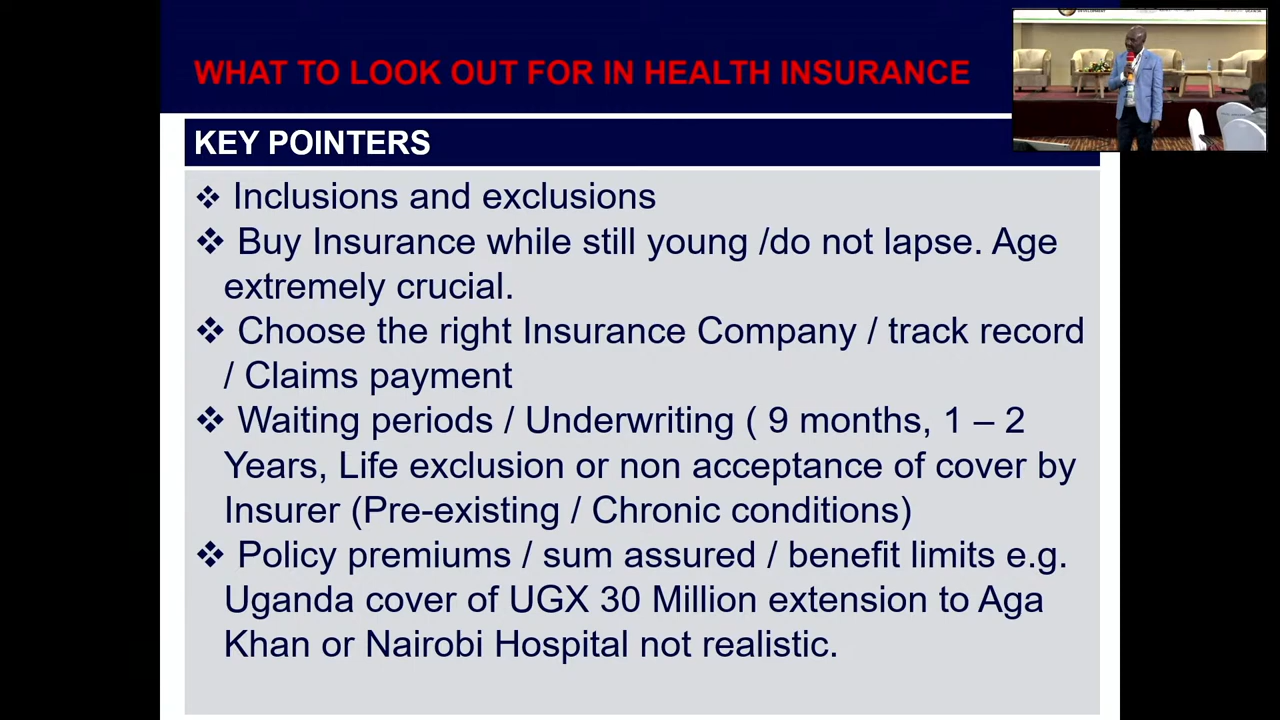 WHAT TO LOOK OUT FOR IN HEALTH INSURANCE
KEY POINTERS
❖ Inclusions and exclusions
❖ Buy Insurance while still young /do not lapse. Age
extremely crucial.
❖ Choose the right Insurance Company / track record
/ Claims payment
❖ Waiting periods / Underwriting ( 9 months, 1 – 2
Years, Life exclusion or non acceptance of cover by
Insurer (Pre-existing / Chronic conditions)
❖ Policy premiums / sum assured / benefit limits e.g.
Uganda cover of UGX 30 Million extension to Aga
Khan or Nairobi Hospital not realistic.